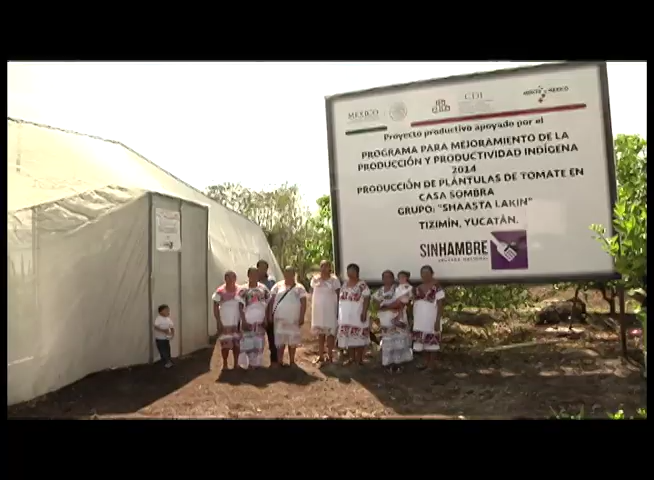 MÉXICO
CDI
Proyecto productivo apoyado por el
PROGRAMA PARA MEJORAMIENTO DE LA
PRODUCCIÓN Y PRODUCTIVIDAD INDÍGENA
2014
PRODUCCIÓN DE PLÁNTULAS DE TOMATE EN
CASA SOMBRA
GRUPO: "SHAASTA LAKIN"
TIZIMÍN, YUCATÁN.
SINHAMBRE
CRUZADA NACIONAL